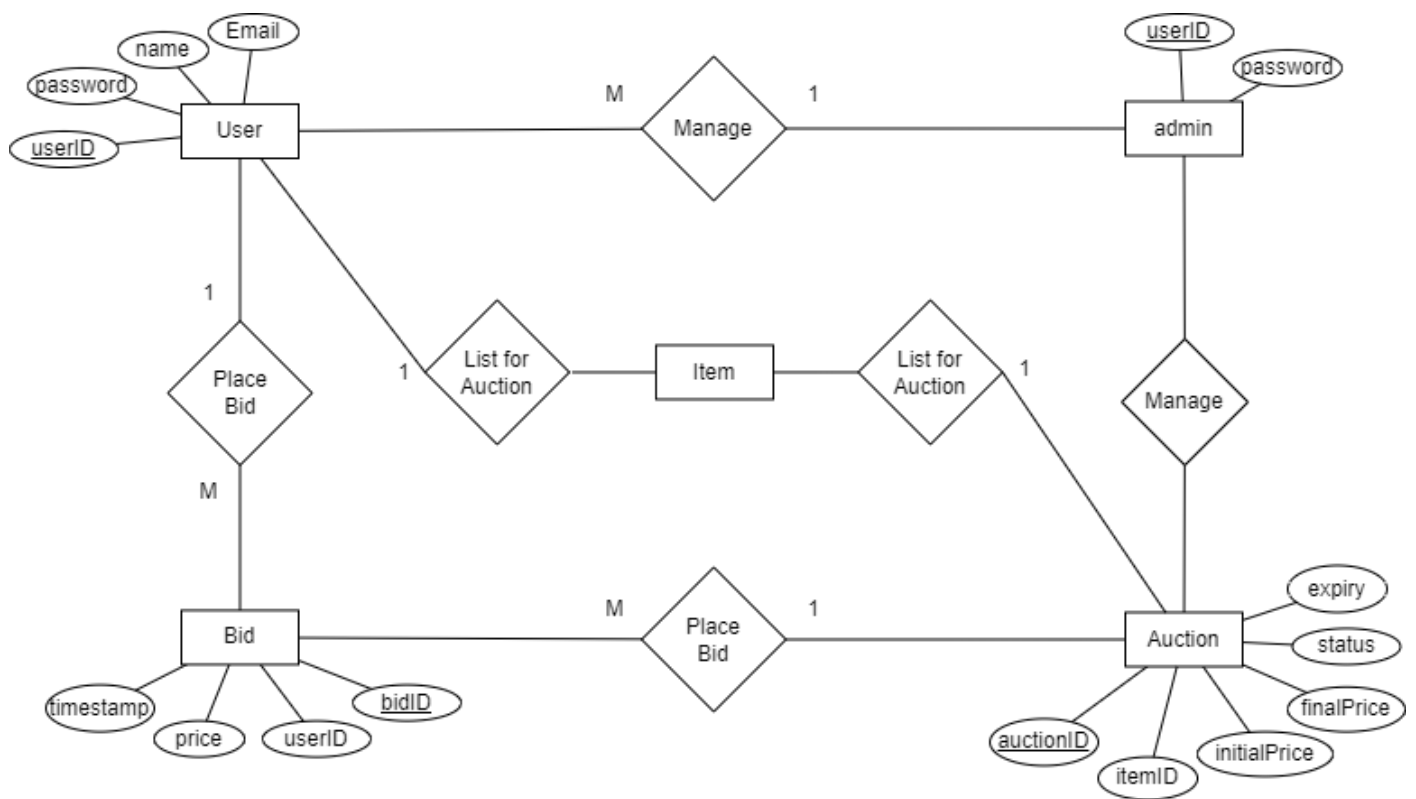 Email
userID
name
password
password
M
1
User
Manage
admin
userID
1
1
List for
Auction
Item
List for
Auction
1
Place
Bid
Manage
M
expiry
M
1
Bid
Place
Bid
Auction
status
timestamp
bidID
finalPrice
price
userID
auctionID
initialPrice
itemID